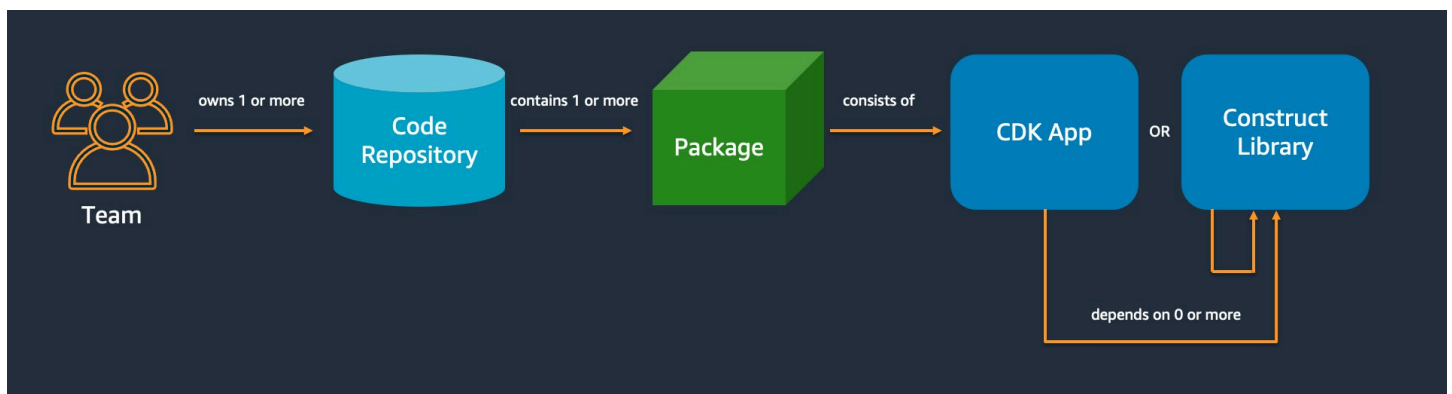 Team
owns 1 or more
Code
Repository
contains 1 or more
Package
consists of
CDK App
OR
Construct
Library
depends on 0 or more